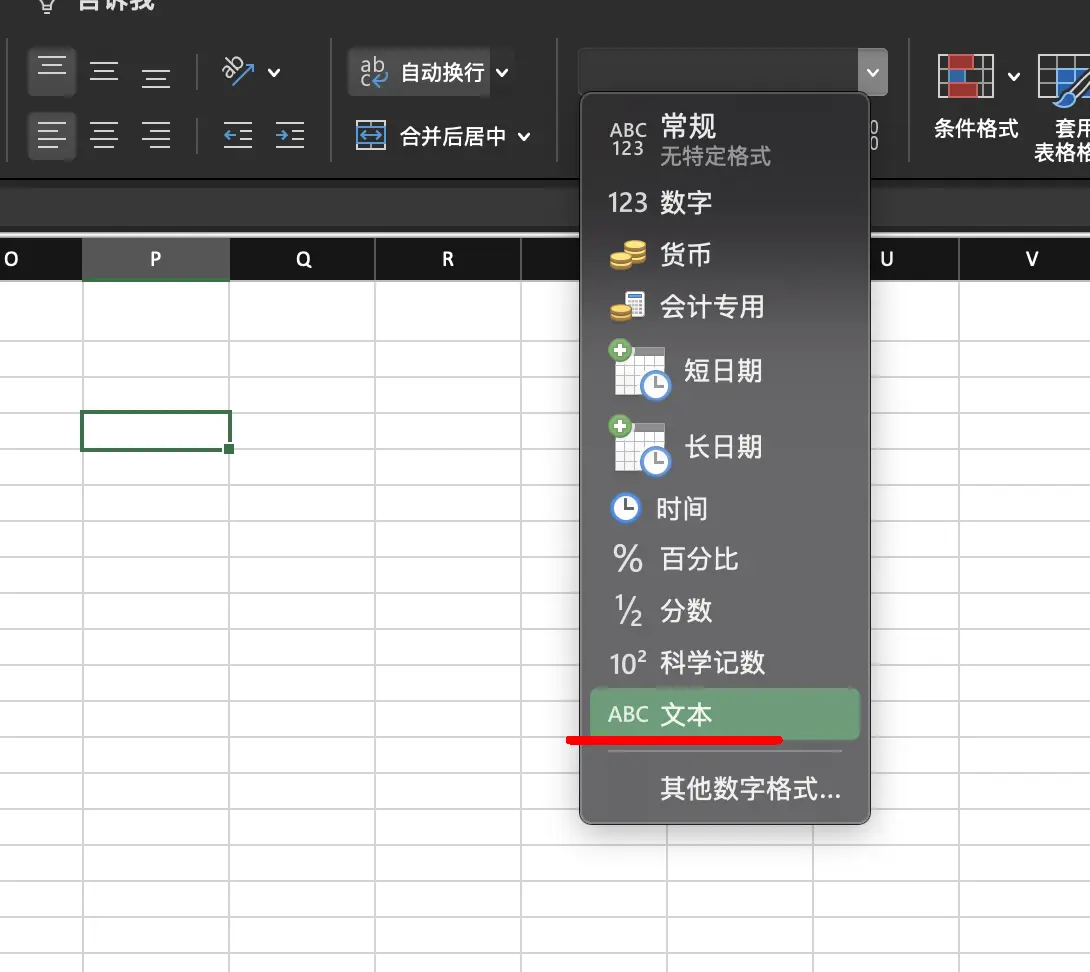 告诉我
ab
ab
c
自动换行
合并后居中
条件格式
套用
表格格
ABC
123
常规
无特定格式
123 数字
货币
会计专用
短日期
长日期
时间
% 百分比
½ 分数
10² 科学记数
ABC 文本
其他数字格式...
O P Q R U V